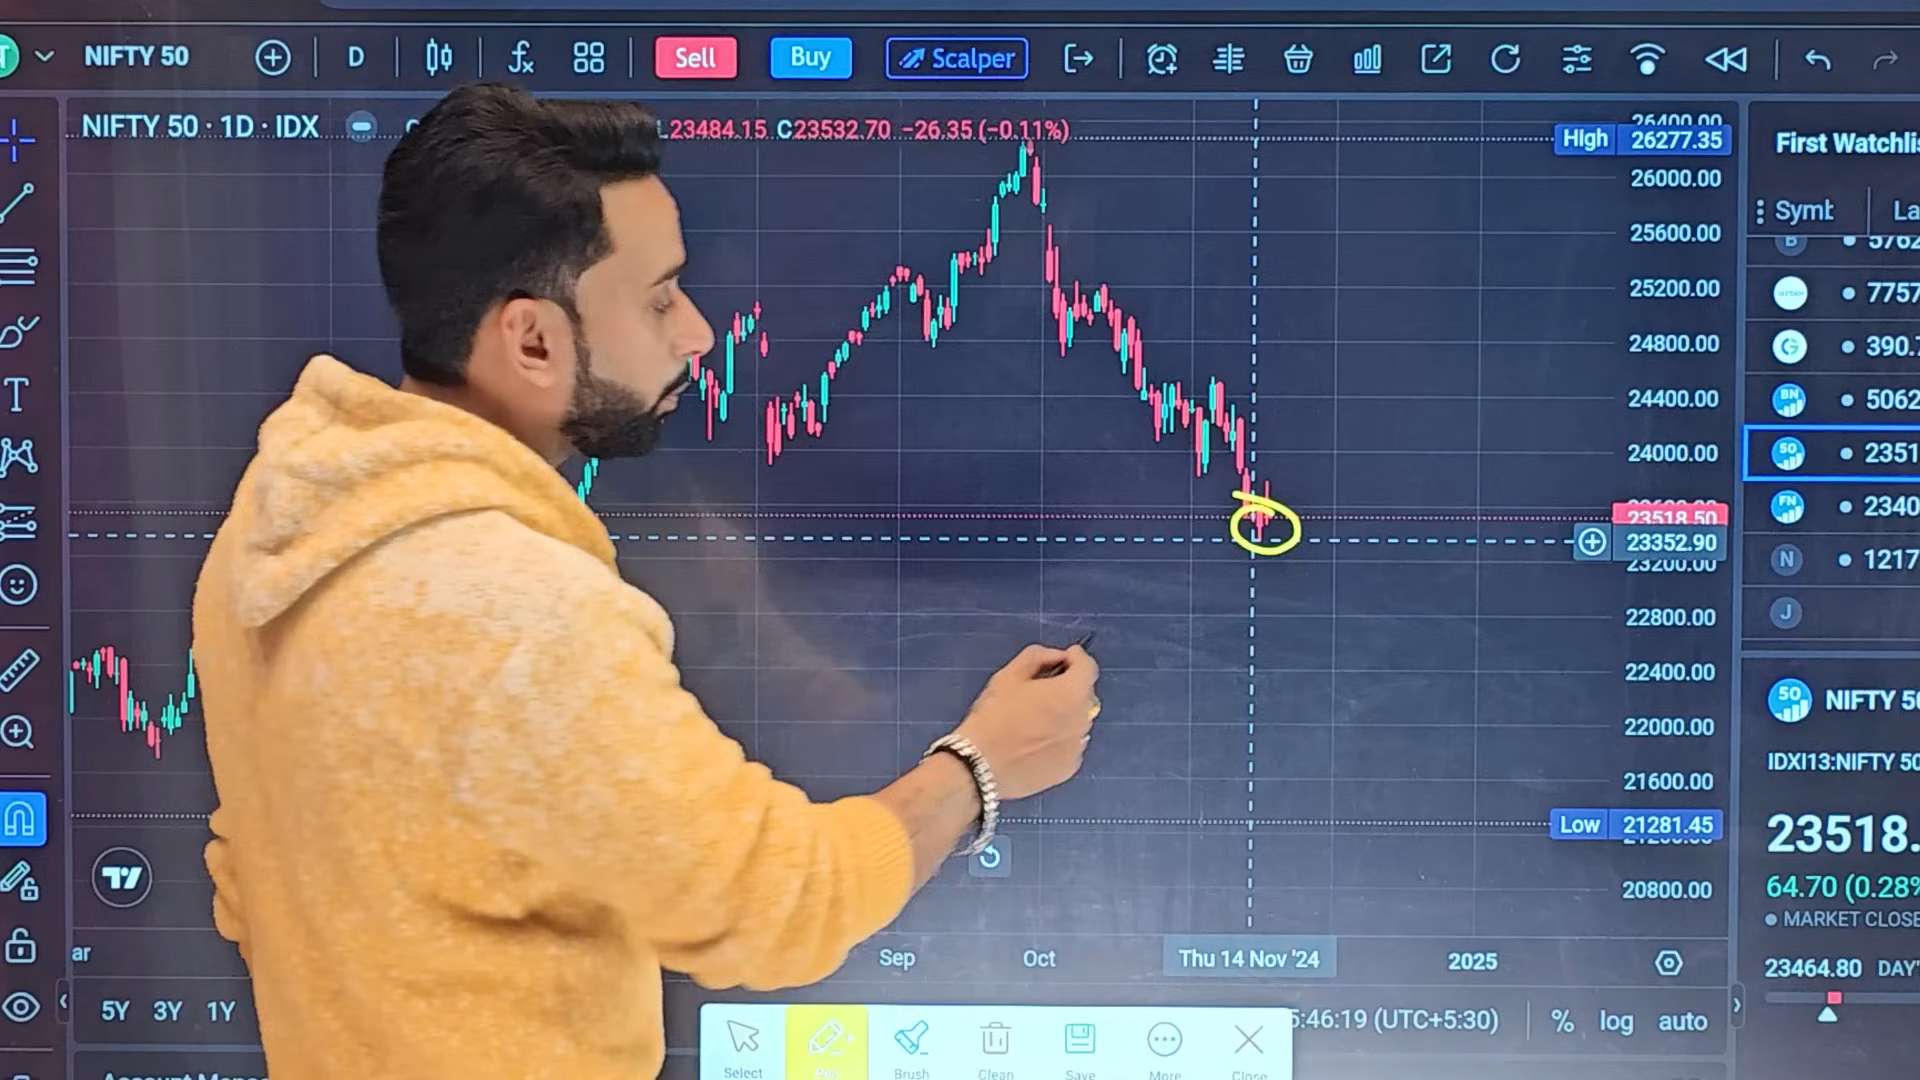 NIFTY 50
D
Sell
Buy
Scalper
NIFTY 50 · 1D · IDX
L23484.15 C23532.70 −26.35 (−0.11%)
26400.00
High 26277.35
26000.00
25600.00
25200.00
24800.00
24400.00
24000.00
23518.50
23352.90
23200.00
22800.00
22400.00
22000.00
21600.00
Low 21281.45
20800.00
First Watchlis
Symb
La
B 5762
7757
G 390.
BN 5062
50 2351
FN 2340
N 1217
J
50 NIFTY 50
IDXI13:NIFTY 50
23518.
64.70 (0.28%
MARKET CLOSE
23464.80 DAY'
ar
Sep
Oct
Thu 14 Nov '24
2025
5Y 3Y 1Y
5:46:19 (UTC+5:30)
% log auto
Select
Pen
Brush
Clean
Save
More
Close